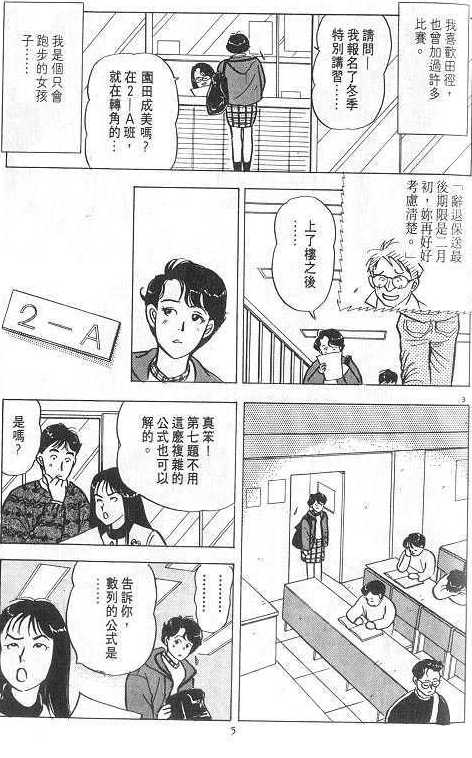 我喜歡田徑，
也曾加過許多
比賽。
請問—
我報名了冬季
特別講習……
園田成美嗎？
在2—A班，
就在轉角的…
我是個只會
跑步的女孩
子……
「辭退保送最
後期限是二月
初，妳再好好
考慮清楚。」
上了樓之後
……
2—A
3
真笨！
第七題不用
這麼複雜的
公式也可以
解的。
是嗎？
………
………
告訴你，
數列的公式是
……
5